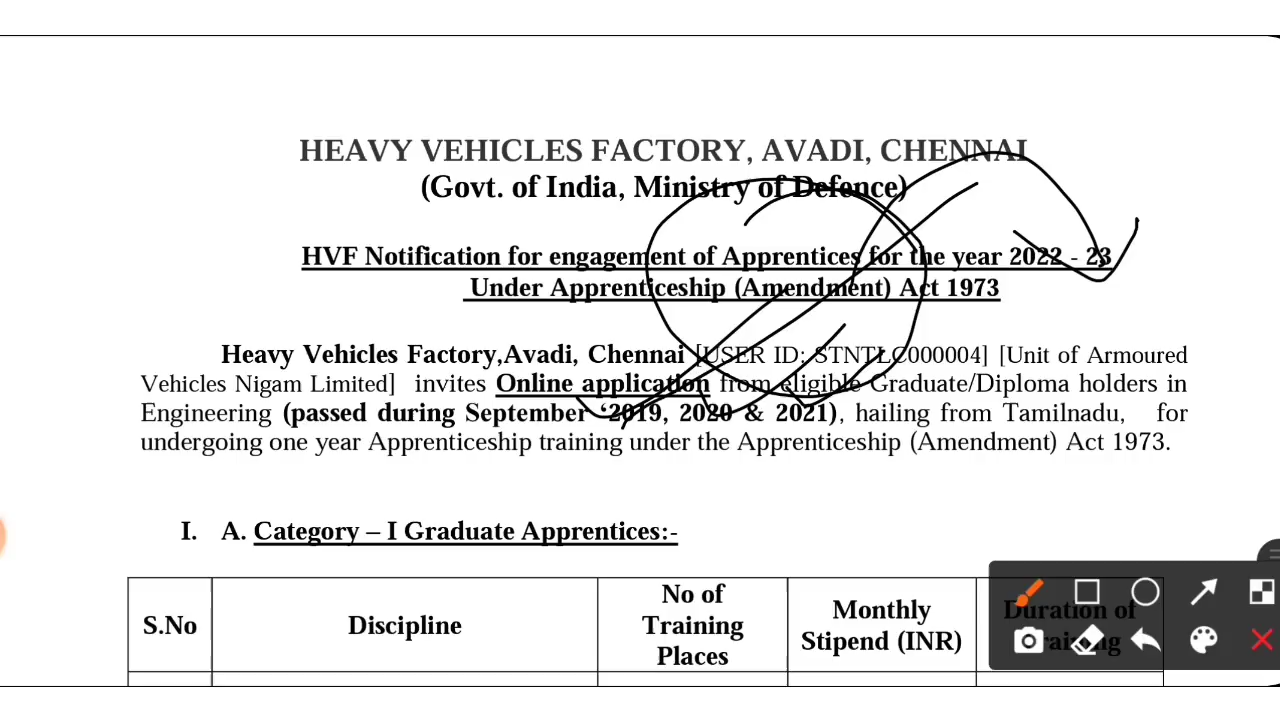 HEAVY VEHICLES FACTORY, AVADI, CHENNAI
(Govt. of India, Ministry of Defence)
HVF Notification for engagement of Apprentices for the year 2022 - 23
Under Apprenticeship (Amendment) Act 1973
Heavy Vehicles Factory,Avadi, Chennai [USER ID: STNTLC000004] [Unit of Armoured
Vehicles Nigam Limited] invites Online application from eligible Graduate/Diploma holders in
Engineering (passed during September ‘2019, 2020 & 2021), hailing from Tamilnadu, for
undergoing one year Apprenticeship training under the Apprenticeship (Amendment) Act 1973.
I. A. Category – I Graduate Apprentices:-
S.No
Discipline
No of
Training
Places
Monthly
Stipend (INR)
Duration of
Training